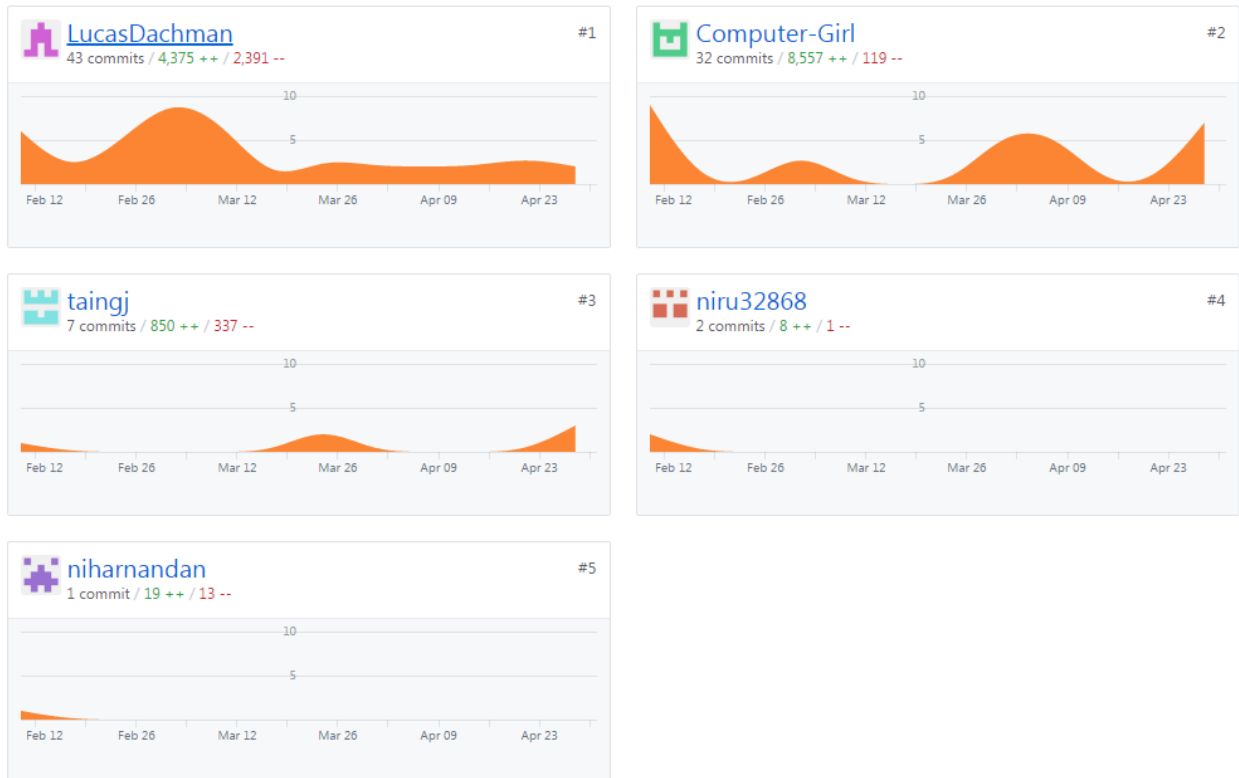 LucasDachman #1
43 commits / 4,375 ++ / 2,391 --
10
5
Feb 12 Feb 26 Mar 12 Mar 26 Apr 09 Apr 23
Computer-Girl #2
32 commits / 8,557 ++ / 119 --
10
5
Feb 12 Feb 26 Mar 12 Mar 26 Apr 09 Apr 23
taingj #3
7 commits / 850 ++ / 337 --
10
5
Feb 12 Feb 26 Mar 12 Mar 26 Apr 09 Apr 23
niru32868 #4
2 commits / 8 ++ / 1 --
10
5
Feb 12 Feb 26 Mar 12 Mar 26 Apr 09 Apr 23
niharnandan #5
1 commit / 19 ++ / 13 --
10
5
Feb 12 Feb 26 Mar 12 Mar 26 Apr 09 Apr 23